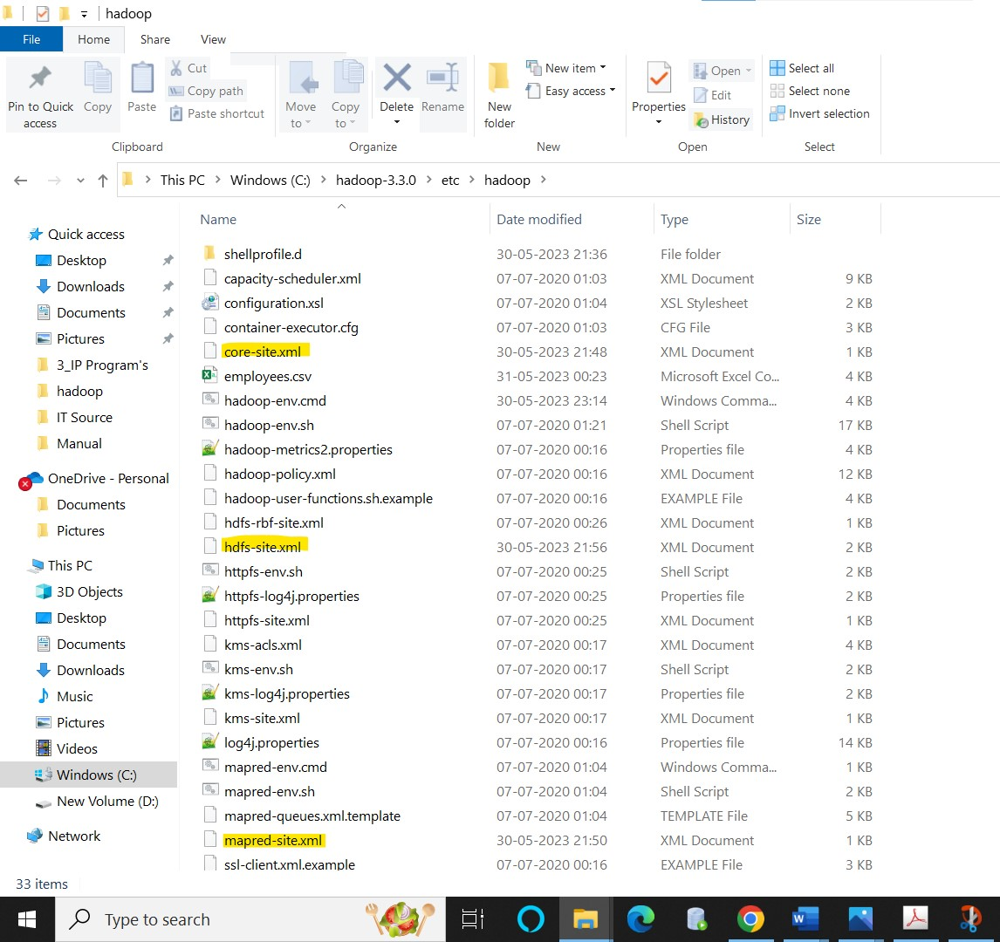 hadoop
File Home Share View
Pin to Quick access
Copy
Paste
Cut
Copy path
Paste shortcut
Clipboard
Move to
Copy to
Delete
Rename
Organize
New folder
New item
Easy access
New
Properties
Open
Edit
History
Open
Select all
Select none
Invert selection
Select
This PC > Windows (C:) > hadoop-3.3.0 > etc > hadoop >
Quick access
Desktop
Downloads
Documents
Pictures
3_IP Program's
hadoop
IT Source
Manual
OneDrive - Personal
Documents
Pictures
This PC
3D Objects
Desktop
Documents
Downloads
Music
Pictures
Videos
Windows (C:)
New Volume (D:)
Network
Name Date modified Type Size
shellprofile.d 30-05-2023 21:36 File folder
capacity-scheduler.xml 07-07-2020 01:03 XML Document 9 KB
configuration.xsl 07-07-2020 01:04 XSL Stylesheet 2 KB
container-executor.cfg 07-07-2020 01:03 CFG File 3 KB
core-site.xml 30-05-2023 21:48 XML Document 1 KB
employees.csv 31-05-2023 00:23 Microsoft Excel Co... 4 KB
hadoop-env.cmd 30-05-2023 23:14 Windows Comma... 4 KB
hadoop-env.sh 07-07-2020 01:21 Shell Script 17 KB
hadoop-metrics2.properties 07-07-2020 00:16 Properties file 4 KB
hadoop-policy.xml 07-07-2020 00:16 XML Document 12 KB
hadoop-user-functions.sh.example 07-07-2020 00:16 EXAMPLE File 4 KB
hdfs-rbf-site.xml 07-07-2020 00:26 XML Document 1 KB
hdfs-site.xml 30-05-2023 21:56 XML Document 2 KB
httpfs-env.sh 07-07-2020 00:25 Shell Script 2 KB
httpfs-log4j.properties 07-07-2020 00:25 Properties file 2 KB
httpfs-site.xml 07-07-2020 00:25 XML Document 1 KB
kms-acls.xml 07-07-2020 00:17 XML Document 4 KB
kms-env.sh 07-07-2020 00:17 Shell Script 2 KB
kms-log4j.properties 07-07-2020 00:17 Properties file 2 KB
kms-site.xml 07-07-2020 00:17 XML Document 1 KB
log4j.properties 07-07-2020 00:16 Properties file 14 KB
mapred-env.cmd 07-07-2020 01:04 Windows Comma... 1 KB
mapred-env.sh 07-07-2020 01:04 Shell Script 2 KB
mapred-queues.xml.template 07-07-2020 01:04 TEMPLATE File 5 KB
mapred-site.xml 30-05-2023 21:50 XML Document 1 KB
ssl-client.xml.example 07-07-2020 00:16 EXAMPLE File 3 KB
33 items
Type to search